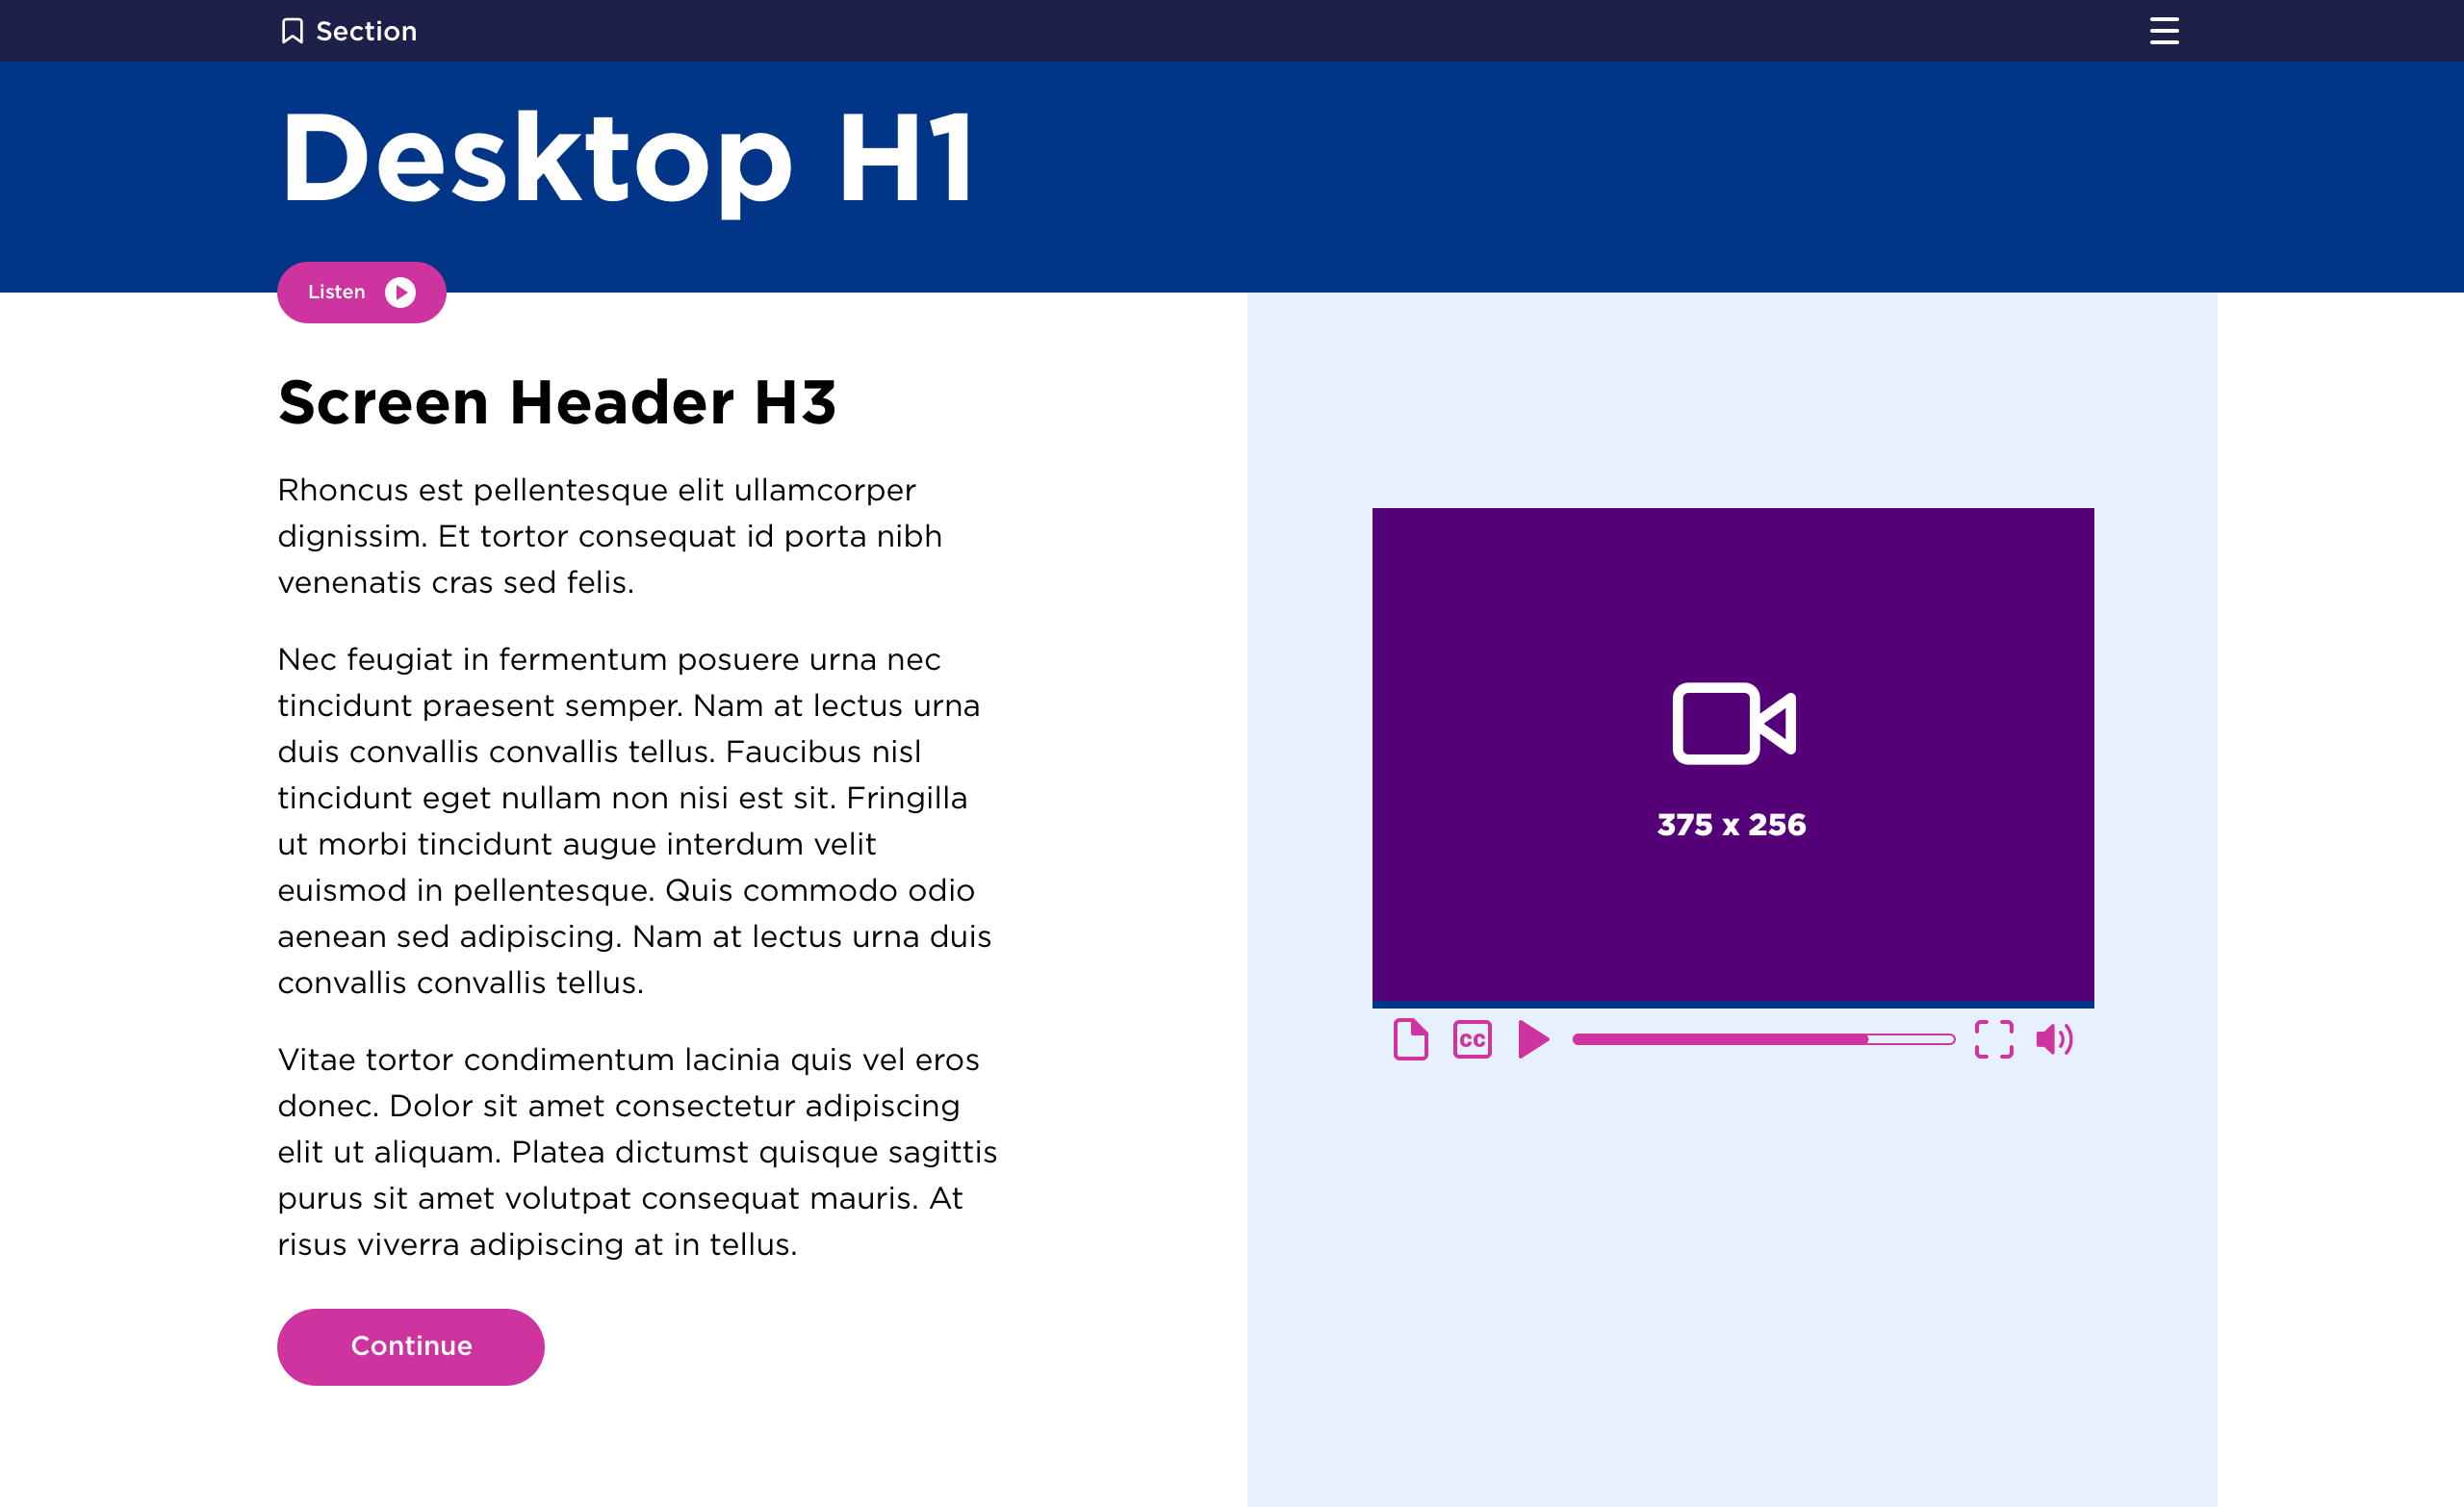 Section
Desktop H1
Listen
Screen Header H3
Rhoncus est pellentesque elit ullamcorper
dignissim. Et tortor consequat id porta nibh
venenatis cras sed felis.
Nec feugiat in fermentum posuere urna nec
tincidunt praesent semper. Nam at lectus urna
duis convallis convallis tellus. Faucibus nisl
tincidunt eget nullam non nisi est sit. Fringilla
ut morbi tincidunt augue interdum velit
euismod in pellentesque. Quis commodo odio
aenean sed adipiscing. Nam at lectus urna duis
convallis convallis tellus.
Vitae tortor condimentum lacinia quis vel eros
donec. Dolor sit amet consectetur adipiscing
elit ut aliquam. Platea dictumst quisque sagittis
purus sit amet volutpat consequat mauris. At
risus viverra adipiscing at in tellus.
Continue
375 x 256
CC